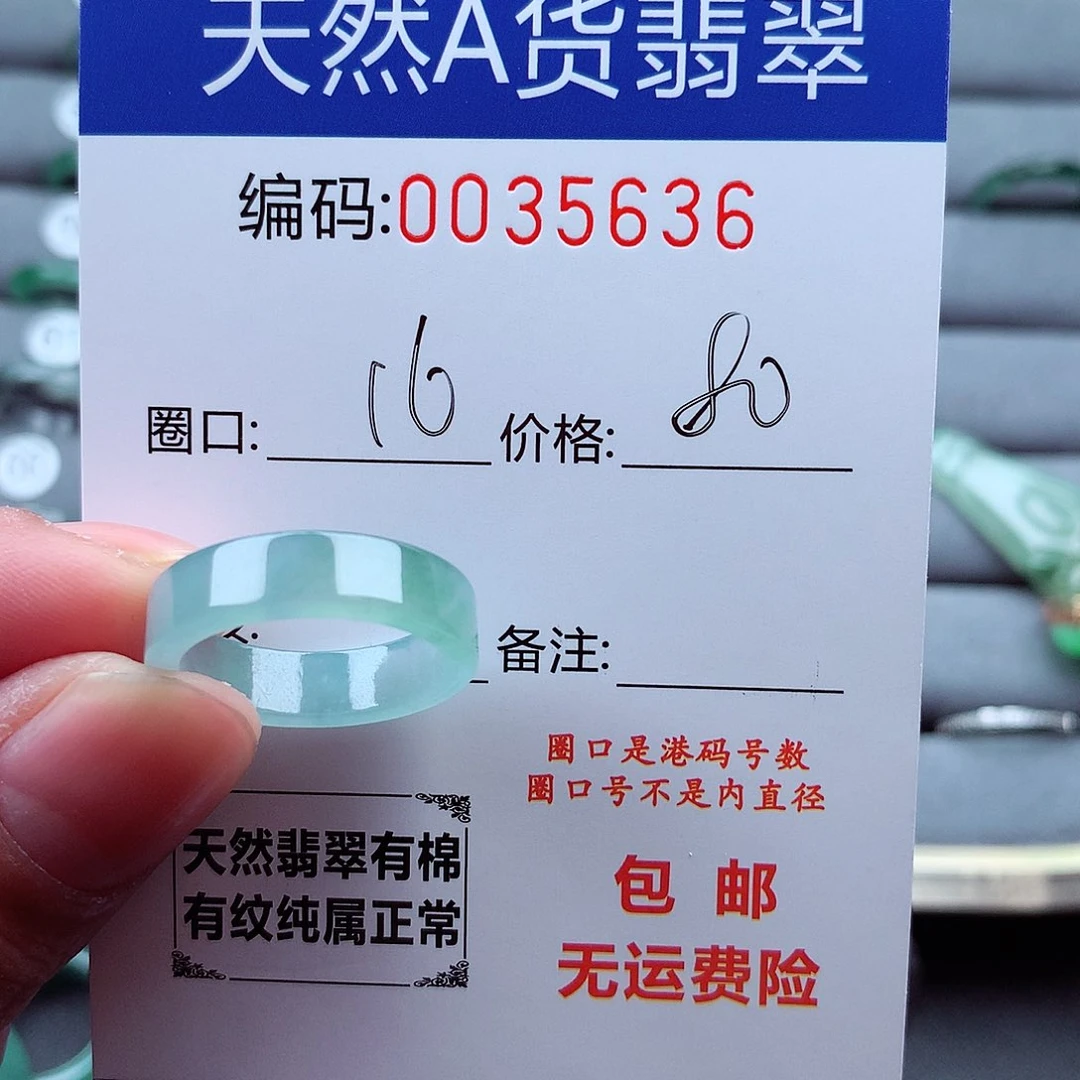 天然A货翡翠
编码:0035636
圈口: 16 价格: 80
备注:
圈口是港码号数
圈口号不是内直径
天然翡翠有棉
有纹纯属正常
包邮
无运费险